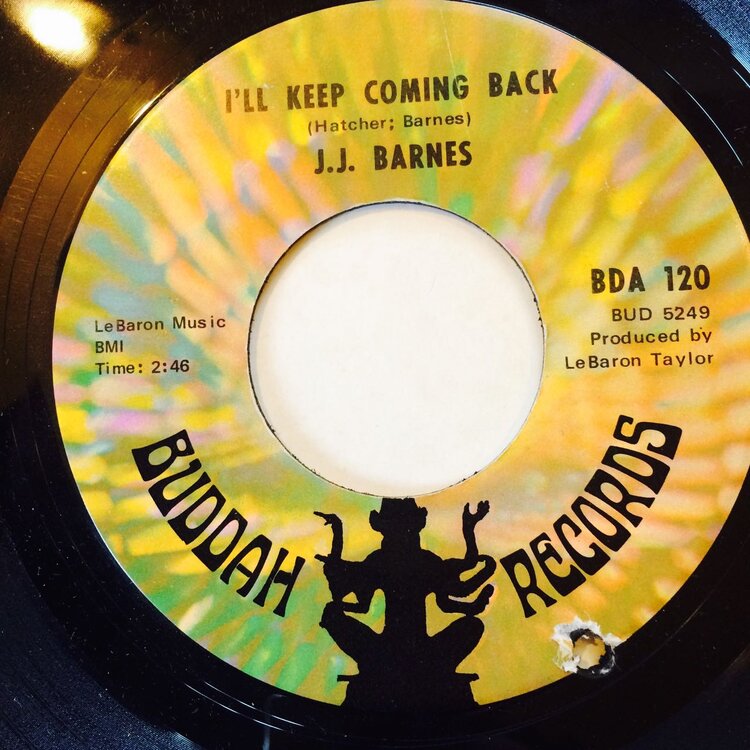 I'LL KEEP COMING BACK
(Hatcher; Barnes)
J.J. BARNES
BDA 120
BUD 5249
Produced by
LeBaron Taylor
LeBaron Music
BMI
Time: 2:46
BUDDAH RECORDS